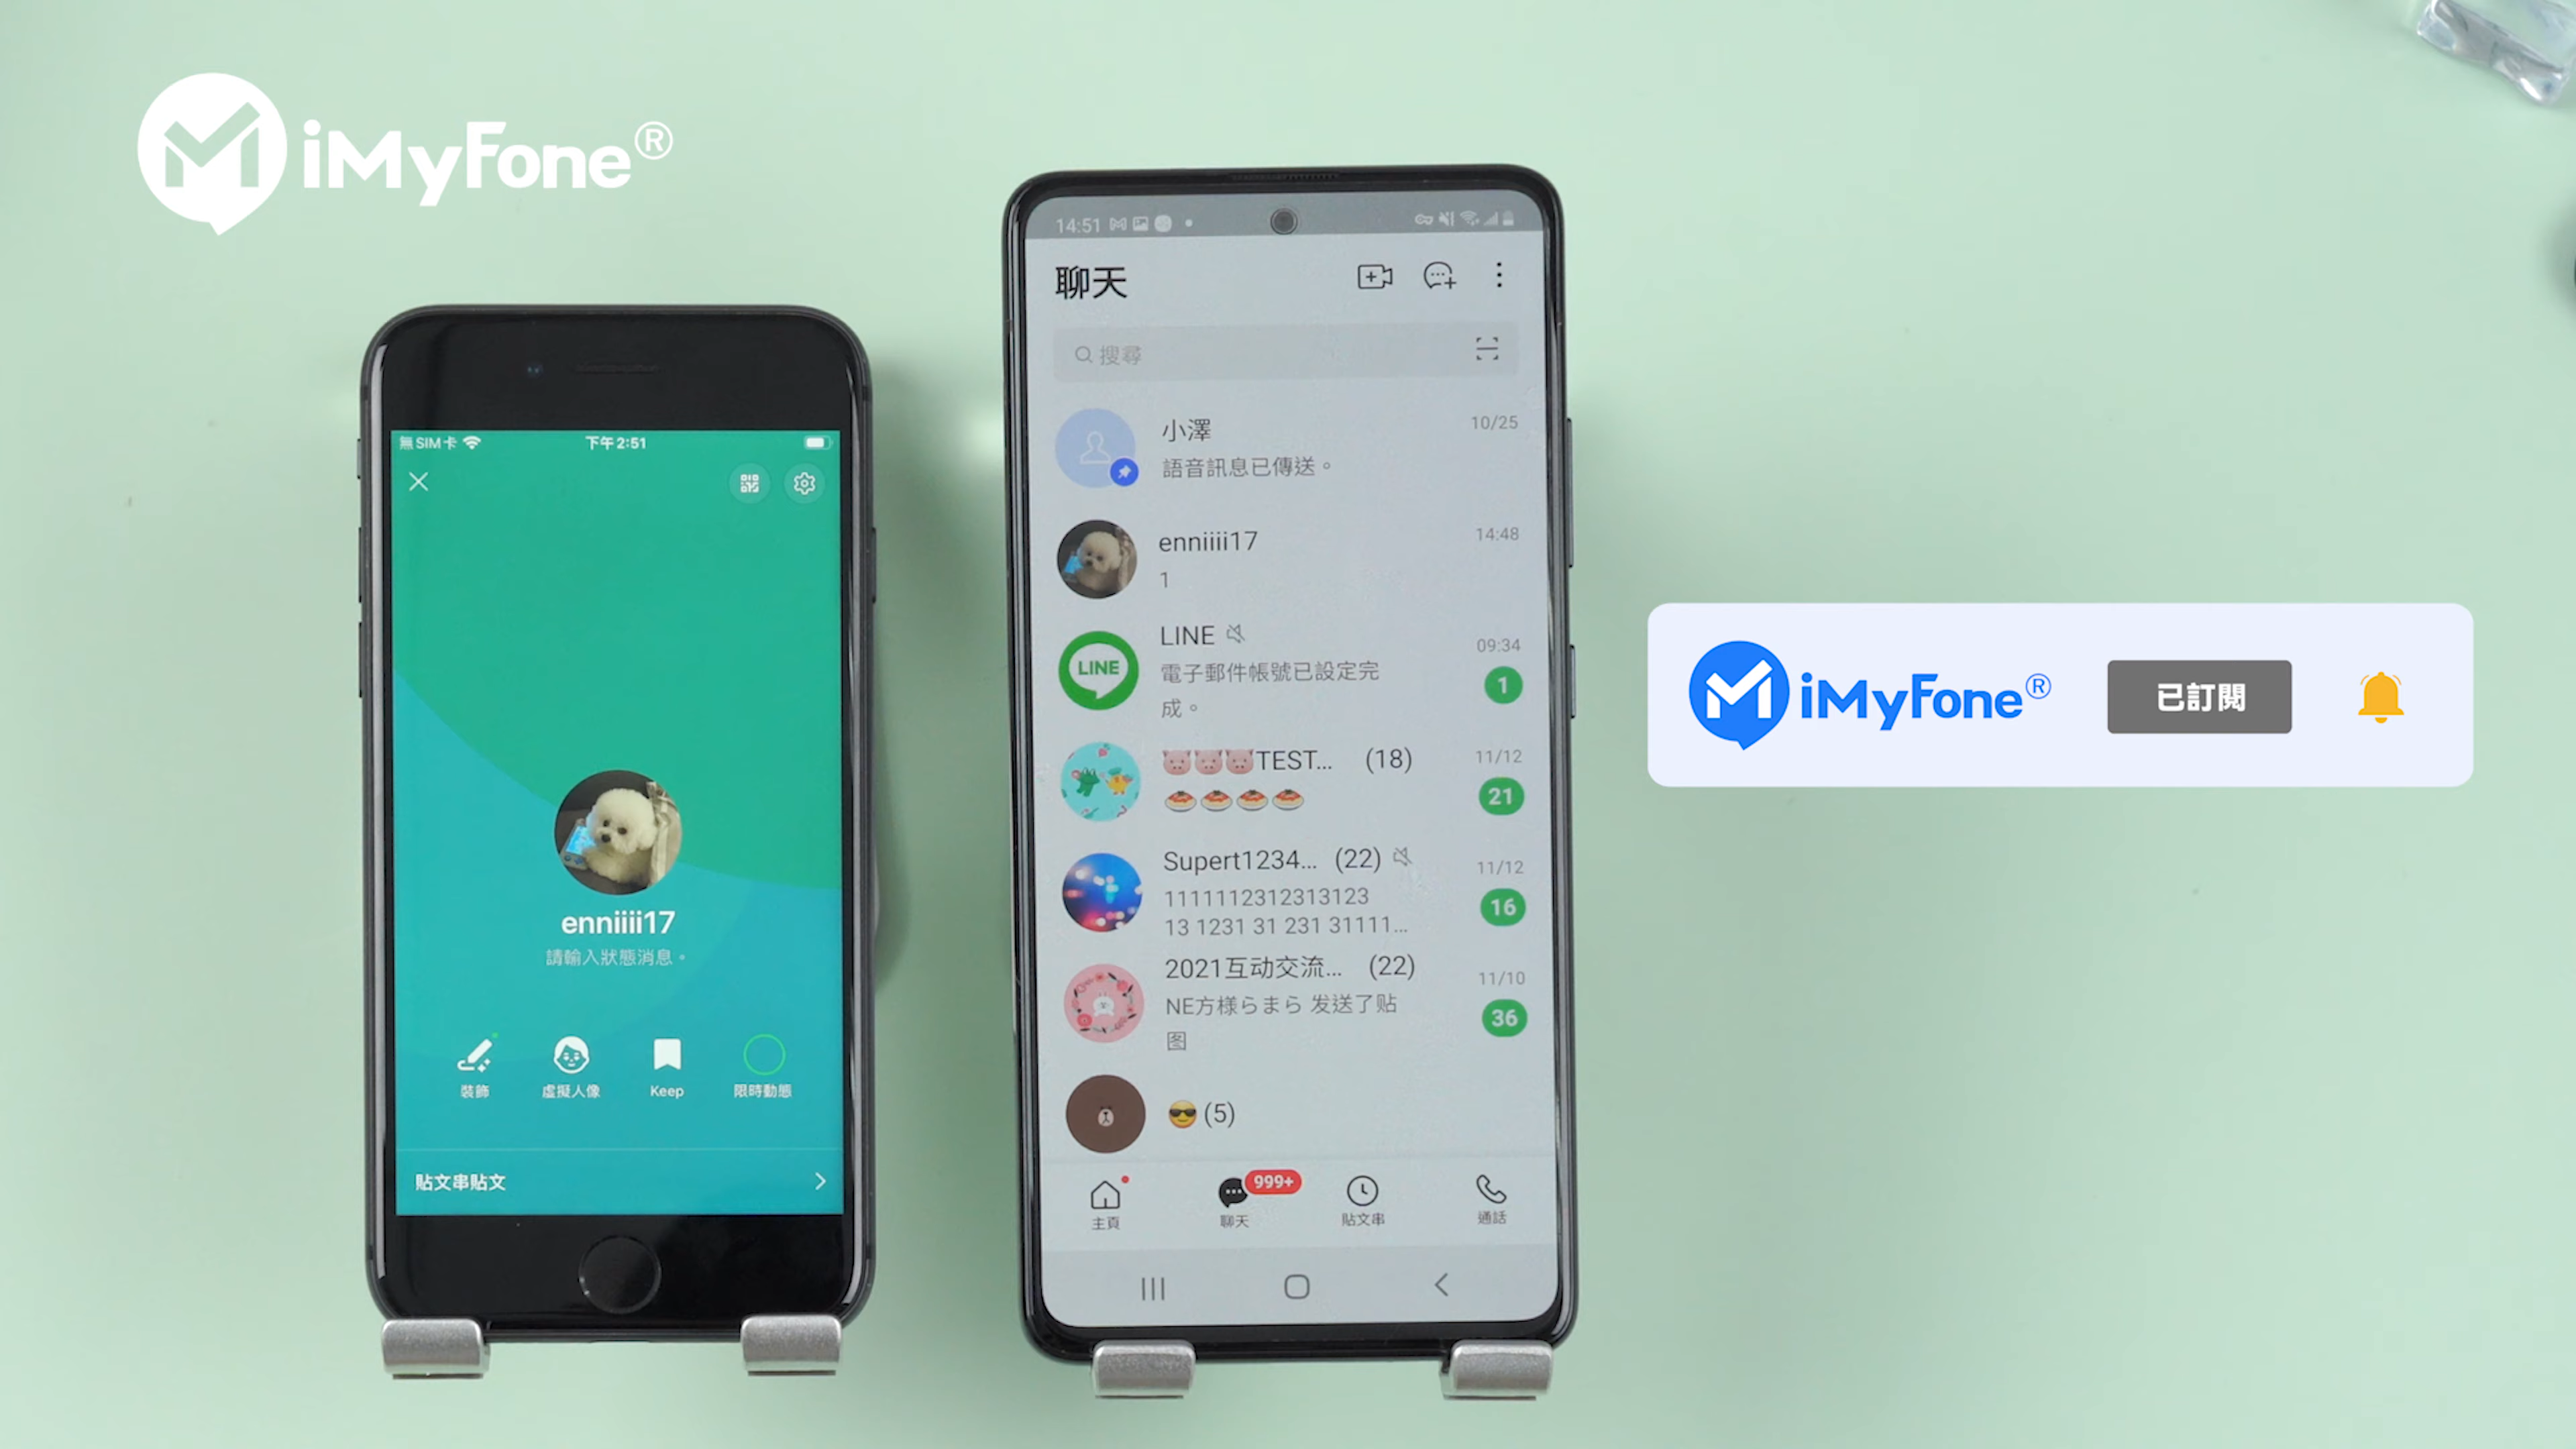 iMyFone®
無SIM卡
下午2:51
enniiii17
請輸入狀態消息。
裝飾
虛擬人像
Keep
限時動態
貼文串貼文
14:51
聊天
搜尋
小澤
10/25
語音訊息已傳送。
enniiii17
14:48
1
LINE
LINE
09:34
電子郵件帳號已設定完
成。
1
TEST... (18)
11/12
21
Supert1234... (22)
11/12
1111112312313123
13 1231 31 231 31111...
16
2021互动交流... (22)
11/10
NE方様らまら 发送了贴
图
36
(5)
999+
主頁
聊天
貼文串
通話
iMyFone®
已訂閱